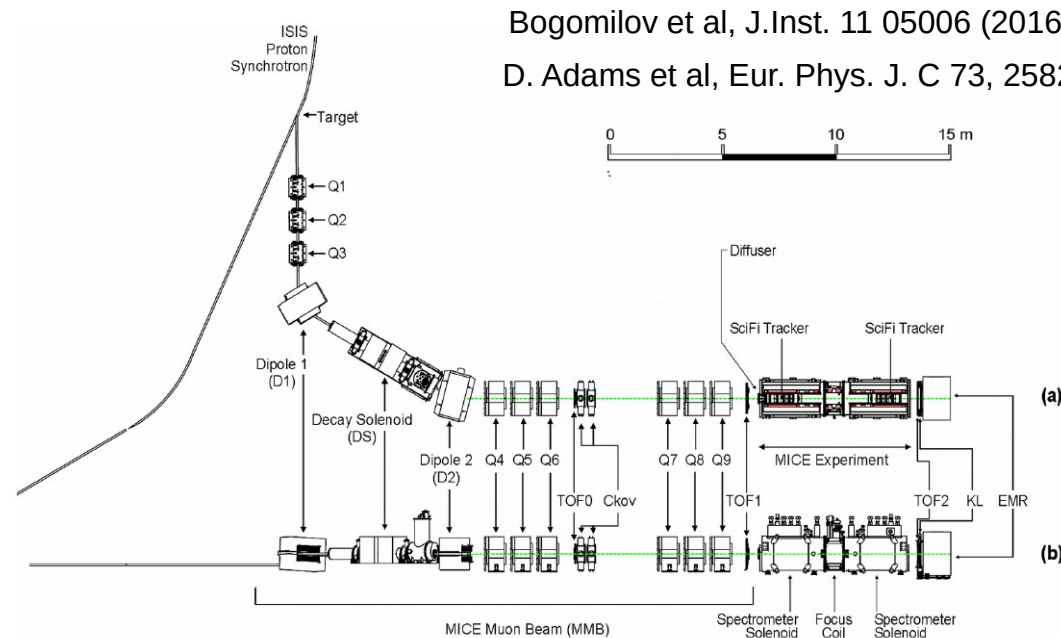 Bogomilov et al, J.Inst. 11 05006 (2016
D. Adams et al, Eur. Phys. J. C 73, 2582
ISIS
Proton
Synchrotron
Target
0 5 10 15 m
Q1
Q2
Q3
Diffuser
SciFi Tracker SciFi Tracker
Dipole 1
(D1)
Decay Solenoid
(DS)
Dipole 2
(D2)
(a)
Q4 Q5 Q6 Q7 Q8 Q9
MICE Experiment
TOF0 Ckov TOF1 TOF2 KL EMR
(b)
MICE Muon Beam (MMB)
Spectrometer
Solenoid
Focus
Coil
Spectrometer
Solenoid